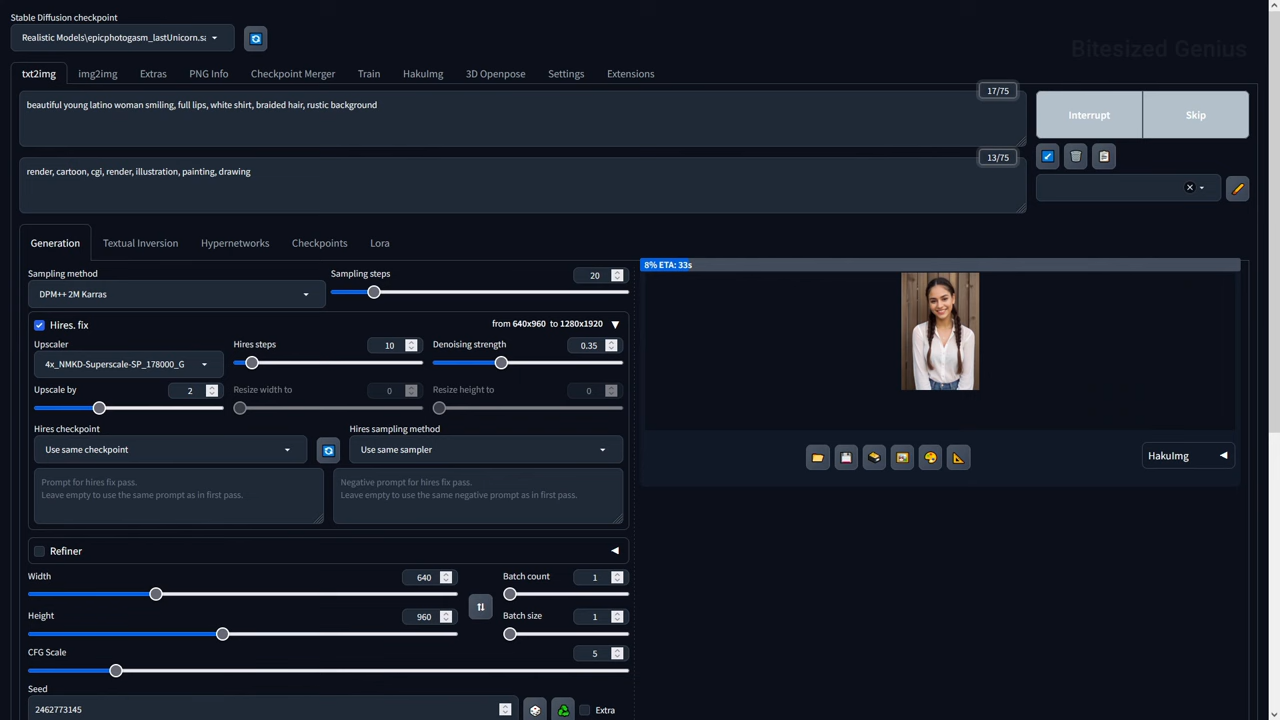 Stable Diffusion checkpoint
Realistic Models\epicphotogasm_lastUnicorn.sa
Bitesized Genius
txt2img img2img Extras PNG Info Checkpoint Merger Train HakuImg 3D Openpose Settings Extensions
17/75
beautiful young latino woman smiling, full lips, white shirt, braided hair, rustic background
Interrupt Skip
13/75
render, cartoon, cgi, render, illustration, painting, drawing
Generation Textual Inversion Hypernetworks Checkpoints Lora
8% ETA: 33s
Sampling method Sampling steps 20
DPM++ 2M Karras
Hires. fix from 640x960 to 1280x1920
Upscaler Hires steps 10 Denoising strength 0.35
4x_NMKD-Superscale-SP_178000_G
Upscale by 2 Resize width to 0 Resize height to 0
Hires checkpoint Hires sampling method
Use same checkpoint Use same sampler
HakuImg
Prompt for hires fix pass.
Leave empty to use the same prompt as in first pass.
Negative prompt for hires fix pass.
Leave empty to use the same negative prompt as in first pass.
Refiner
Width 640 Batch count 1
Height 960 Batch size 1
CFG Scale 5
Seed
2462773145 Extra